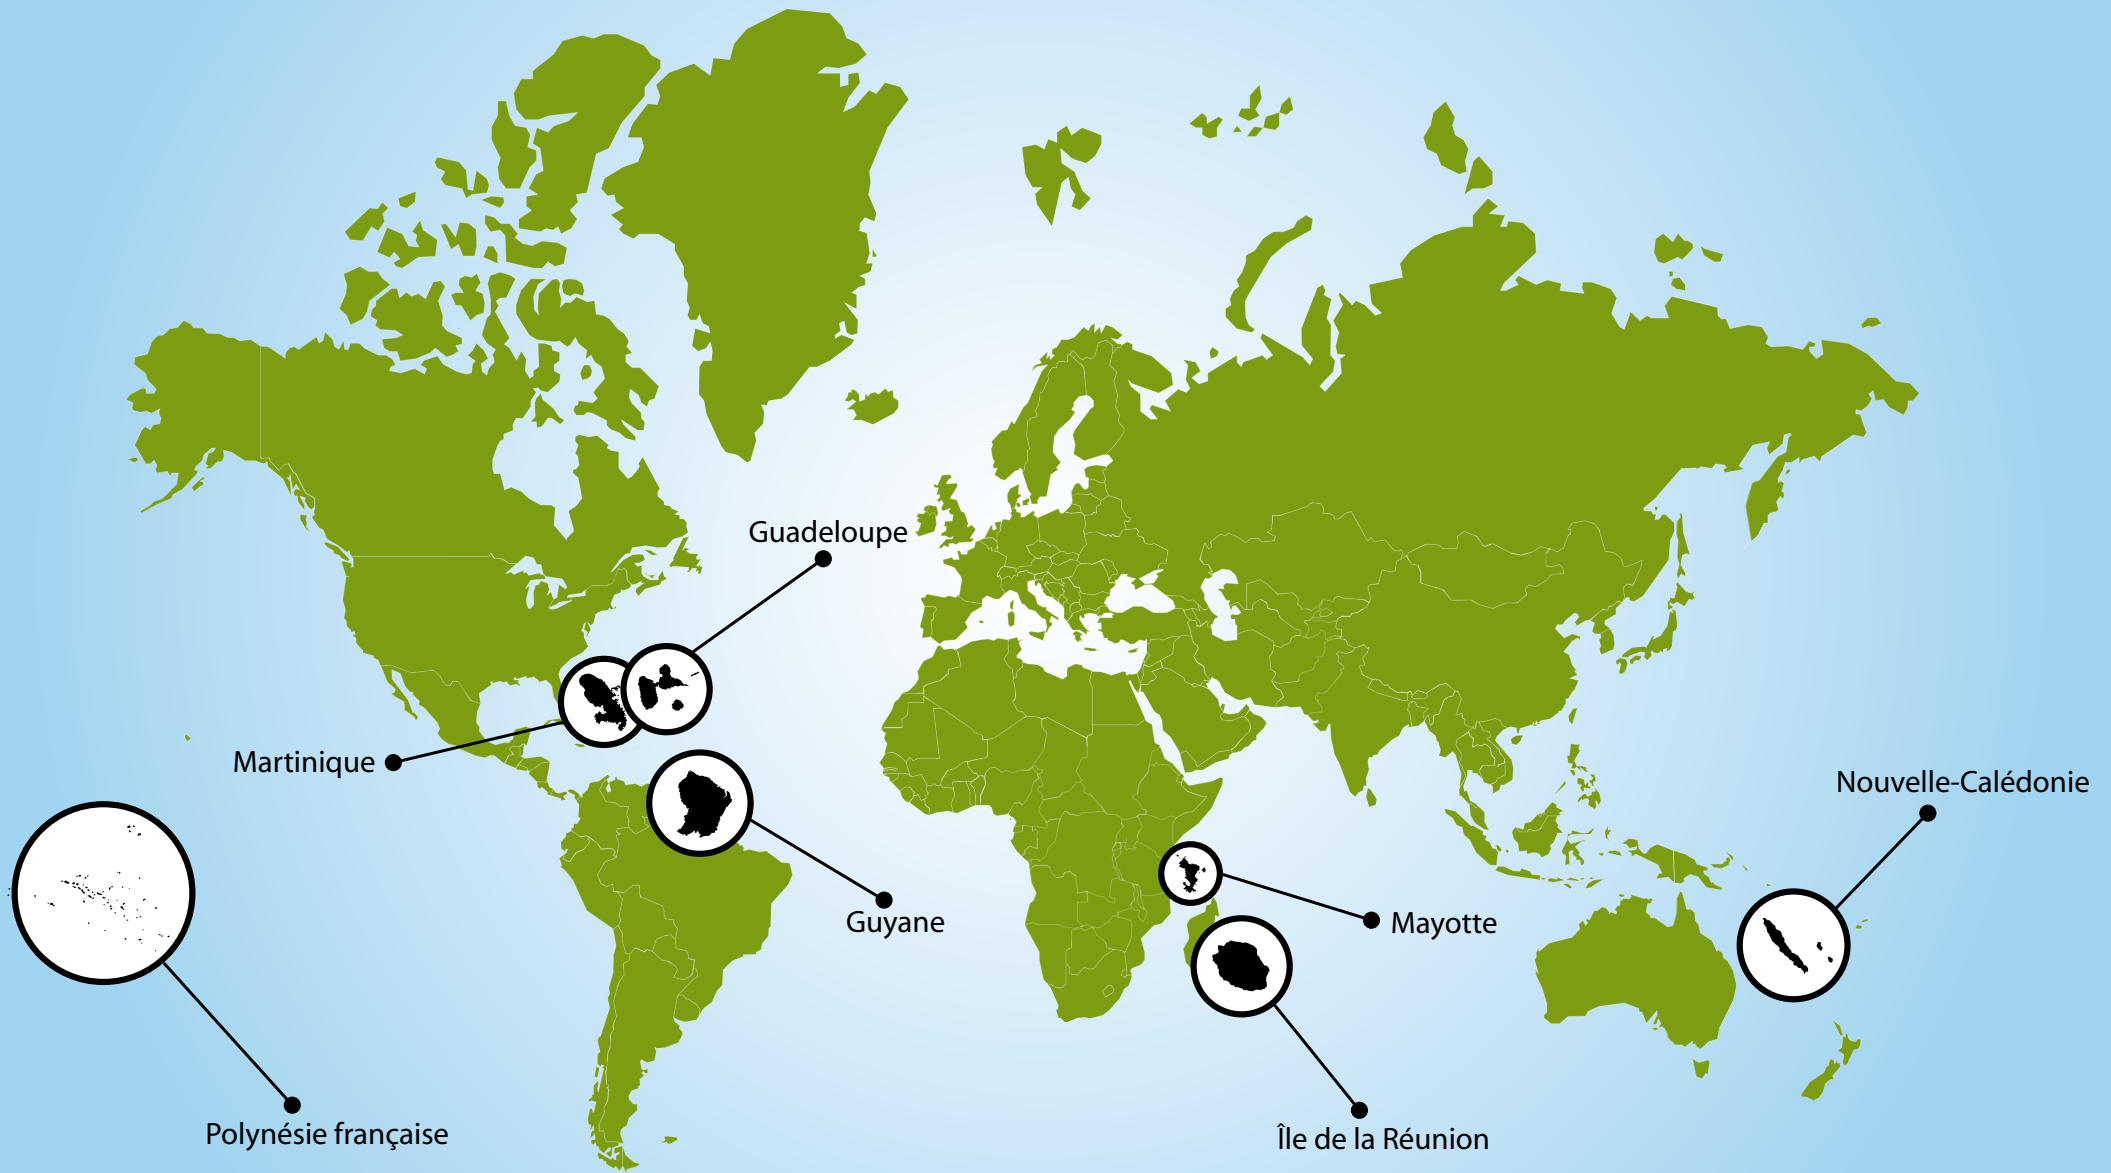 Guadeloupe
Martinique
Nouvelle-Calédonie
Guyane
Mayotte
Polynésie française
Île de la Réunion